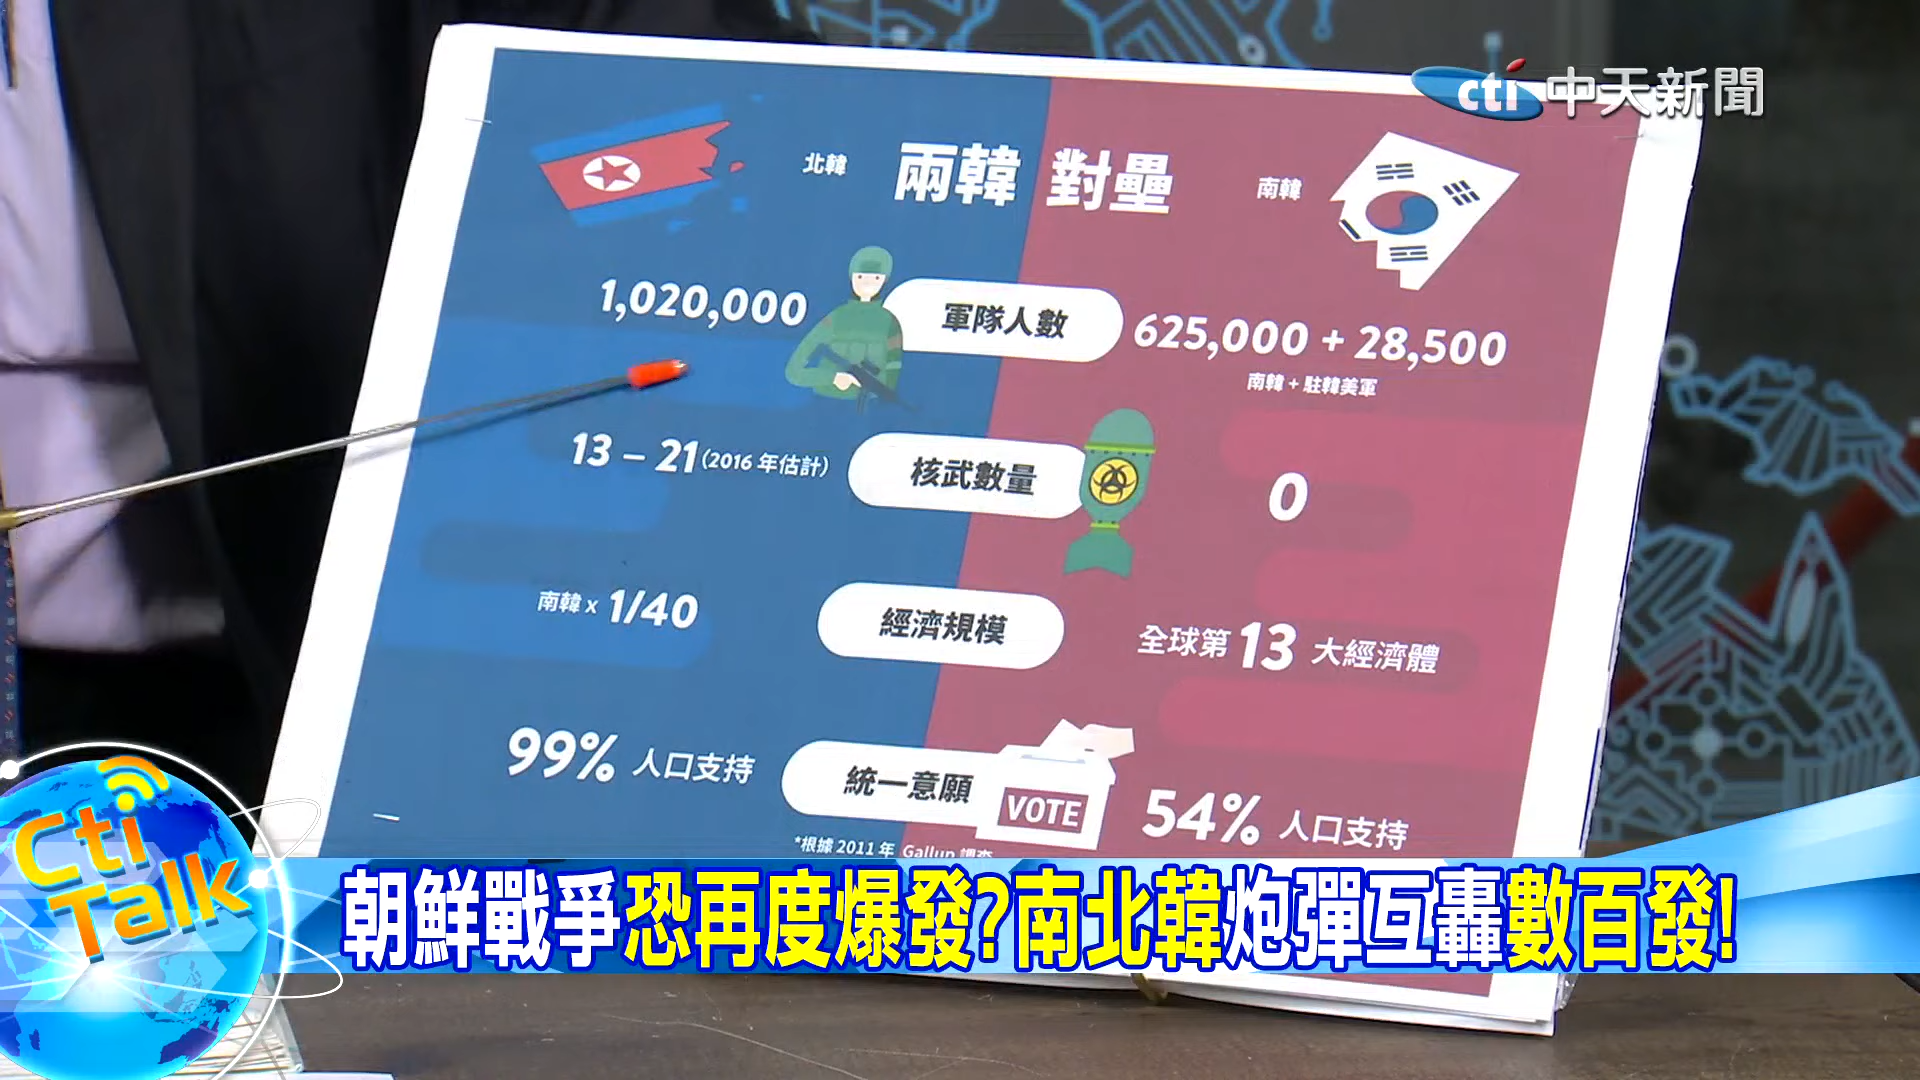 cti 中天新聞
北韓 兩韓 對壘 南韓
1,020,000 軍隊人數 625,000 + 28,500
南韓 + 駐韓美軍
13 – 21 (2016 年估計) 核武數量 0
南韓 x 1/40 經濟規模 全球第 13 大經濟體
99% 人口支持 統一意願 VOTE 54% 人口支持
*根據 2011 年 Gallup 調查
Cti Talk
朝鮮戰爭恐再度爆發?南北韓炮彈互轟數百發!